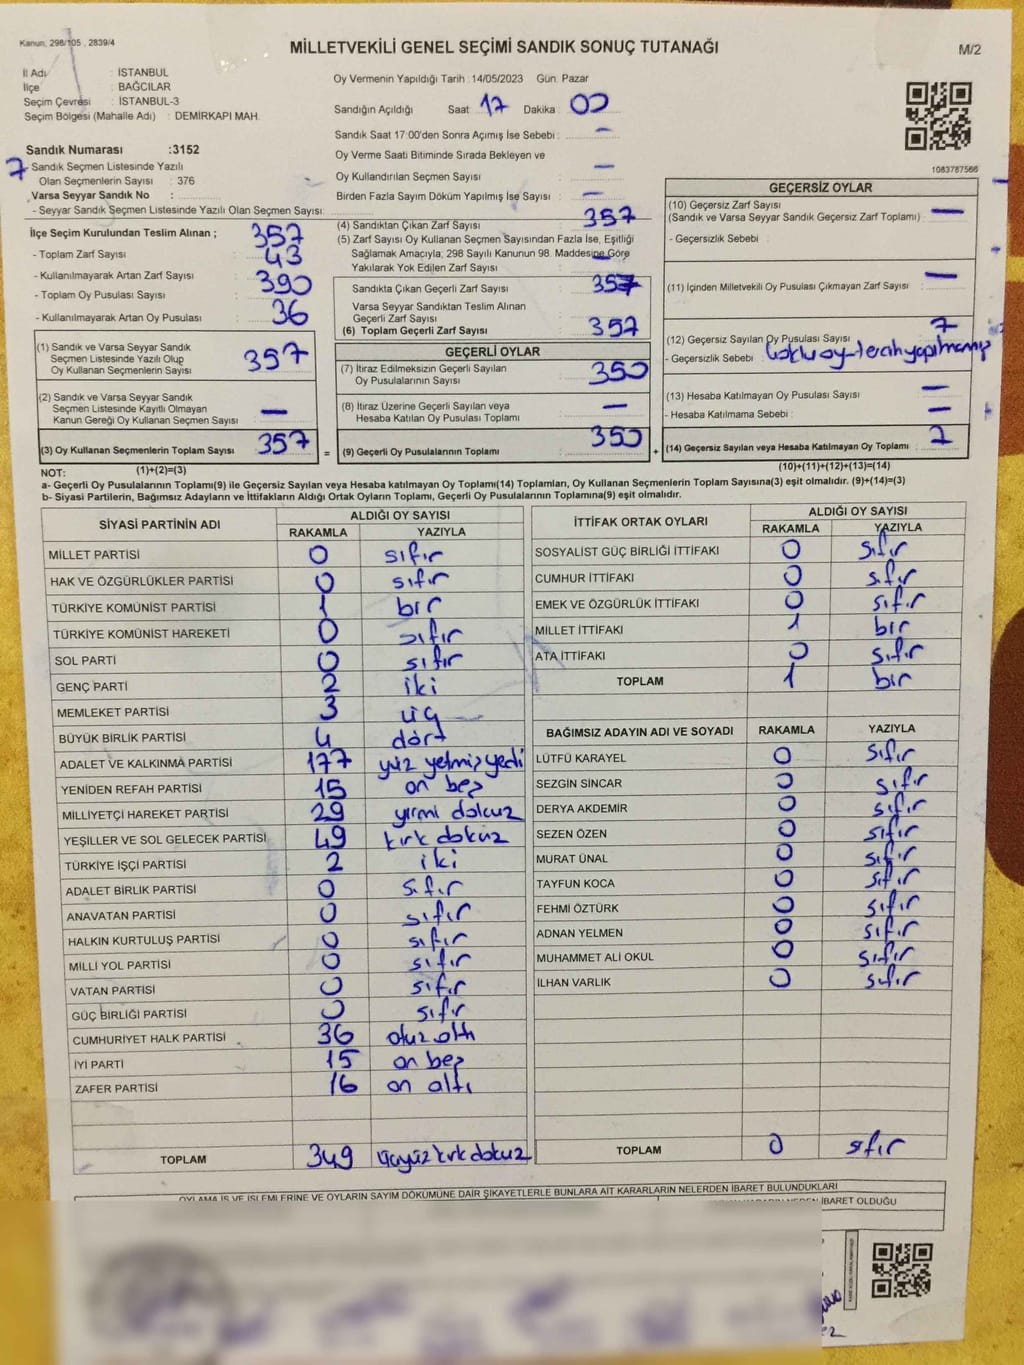 Kanun; 298/105 , 2839/4
MİLLETVEKİLİ GENEL SEÇİMİ SANDIK SONUÇ TUTANAĞI
M/2
İl Adı : İSTANBUL
İlçe : BAĞCILAR
Seçim Çevresi : İSTANBUL-3
Seçim Bölgesi (Mahalle Adı) : DEMİRKAPI MAH.
Oy Vermenin Yapıldığı Tarih :14/05/2023 Gün: Pazar
Sandığın Açıldığı Saat 17 Dakika : 00
Sandık Saat 17:00'den Sonra Açılmış İse Sebebi : —
Oy Verme Saati Bitiminde Sırada Bekleyen ve
Oy Kullandırılan Seçmen Sayısı : —
Birden Fazla Sayım Döküm Yapılmış İse Sayısı : —
1083787566
Sandık Numarası :3152
7 Sandık Seçmen Listesinde Yazılı
Olan Seçmenlerin Sayısı : 376
Varsa Seyyar Sandık No :
- Seyyar Sandık Seçmen Listesinde Yazılı Olan Seçmen Sayısı:
İlçe Seçim Kurulundan Teslim Alınan ; 357
- Toplam Zarf Sayısı : 43
- Kullanılmayarak Artan Zarf Sayısı : 390
- Toplam Oy Pusulası Sayısı :
- Kullanılmayarak Artan Oy Pusulası : 36
(1) Sandık ve Varsa Seyyar Sandık
Seçmen Listesinde Yazılı Olup
Oy Kullanan Seçmenlerin Sayısı : 357
(2) Sandık ve Varsa Seyyar Sandık
Seçmen Listesinde Kayıtlı Olmayan
Kanun Gereği Oy Kullanan Seçmen Sayısı : —
(3) Oy Kullanan Seçmenlerin Toplam Sayısı : 357
(1)+(2)=(3)
(4) Sandıktan Çıkan Zarf Sayısı : 357
(5) Zarf Sayısı Oy Kullanan Seçmen Sayısından Fazla İse, Eşitliği
Sağlamak Amacıyla; 298 Sayılı Kanunun 98. Maddesine Göre
Yakılarak Yok Edilen Zarf Sayısı : —
Sandıkta Çıkan Geçerli Zarf Sayısı : 357
Varsa Seyyar Sandıktan Teslim Alınan
Geçerli Zarf Sayısı :
(6) Toplam Geçerli Zarf Sayısı : 357
GEÇERLİ OYLAR
(7) İtiraz Edilmeksizin Geçerli Sayılan
Oy Pusulalarının Sayısı : 350
(8) İtiraz Üzerine Geçerli Sayılan veya
Hesaba Katılan Oy Pusulası Toplamı : —
= (9) Geçerli Oy Pusulalarının Toplamı : 350
GEÇERSİZ OYLAR
(10) Geçersiz Zarf Sayısı
(Sandık ve Varsa Seyyar Sandık Geçersiz Zarf Toplamı) : —
- Geçersizlik Sebebi :
(11) İçinden Milletvekili Oy Pusulası Çıkmayan Zarf Sayısı : —
(12) Geçersiz Sayılan Oy Pusulası Sayısı : 7
- Geçersizlik Sebebi : oy-tercih yapılmamış
(13) Hesaba Katılmayan Oy Pusulası Sayısı : —
- Hesaba Katılmama Sebebi : —
+ (14) Geçersiz Sayılan veya Hesaba Katılmayan Oy Toplamı : 7
(10)+(11)+(12)+(13)=(14)
NOT:
a- Geçerli Oy Pusulalarının Toplamı(9) ile Geçersiz Sayılan veya Hesaba katılmayan Oy Toplamı(14) Toplamları, Oy Kullanan Seçmenlerin Toplam Sayısına(3) eşit olmalıdır. (9)+(14)=(3)
b- Siyasi Partilerin, Bağımsız Adayların ve İttifakların Aldığı Ortak Oyların Toplamı, Geçerli Oy Pusulalarının Toplamına(9) eşit olmalıdır.
SİYASİ PARTİNİN ADI ALDIĞI OY SAYISI
RAKAMLA YAZIYLA
MİLLET PARTİSİ 0 sıfır
HAK VE ÖZGÜRLÜKLER PARTİSİ 0 sıfır
TÜRKİYE KOMÜNİST PARTİSİ 1 bir
TÜRKİYE KOMÜNİST HAREKETİ 0 sıfır
SOL PARTİ 0 sıfır
GENÇ PARTİ 2 iki
MEMLEKET PARTİSİ 3 üç
BÜYÜK BİRLİK PARTİSİ 4 dört
ADALET VE KALKINMA PARTİSİ 177 yüz yetmiş yedi
YENİDEN REFAH PARTİSİ 15 on beş
MİLLİYETÇİ HAREKET PARTİSİ 29 yirmi dokuz
YEŞİLLER VE SOL GELECEK PARTİSİ 49 kırk dokuz
TÜRKİYE İŞÇİ PARTİSİ 2 iki
ADALET BİRLİK PARTİSİ 0 sıfır
ANAVATAN PARTİSİ 0 sıfır
HALKIN KURTULUŞ PARTİSİ 0 sıfır
MİLLİ YOL PARTİSİ 0 sıfır
VATAN PARTİSİ 0 sıfır
GÜÇ BİRLİĞİ PARTİSİ 0 sıfır
CUMHURİYET HALK PARTİSİ 36 otuz altı
İYİ PARTİ 15 on beş
ZAFER PARTİSİ 16 on altı
TOPLAM 349 üçyüz kırk dokuz
İTTİFAK ORTAK OYLARI ALDIĞI OY SAYISI
RAKAMLA YAZIYLA
SOSYALİST GÜÇ BİRLİĞİ İTTİFAKI 0 sıfır
CUMHUR İTTİFAKI 0 sıfır
EMEK VE ÖZGÜRLÜK İTTİFAKI 0 sıfır
MİLLET İTTİFAKI 1 bir
ATA İTTİFAKI 0 sıfır
TOPLAM 1 bir
BAĞIMSIZ ADAYIN ADI VE SOYADI RAKAMLA YAZIYLA
LÜTFÜ KARAYEL 0 sıfır
SEZGİN SİNCAR 0 sıfır
DERYA AKDEMİR 0 sıfır
SEZEN ÖZEN 0 sıfır
MURAT ÜNAL 0 sıfır
TAYFUN KOCA 0 sıfır
FEHMİ ÖZTÜRK 0 sıfır
ADNAN YELMEN 0 sıfır
MUHAMMET ALİ OKUL 0 sıfır
İLHAN VARLIK 0 sıfır
TOPLAM 0 sıfır
OYLAMA İŞ VE İŞLEMLERİNE VE OYLARIN SAYIM DÖKÜMÜNE DAİR ŞİKAYETLERLE BUNLARA AİT KARARLARIN NELERDEN İBARET BULUNDUKLARI
İBARET OLDUĞU